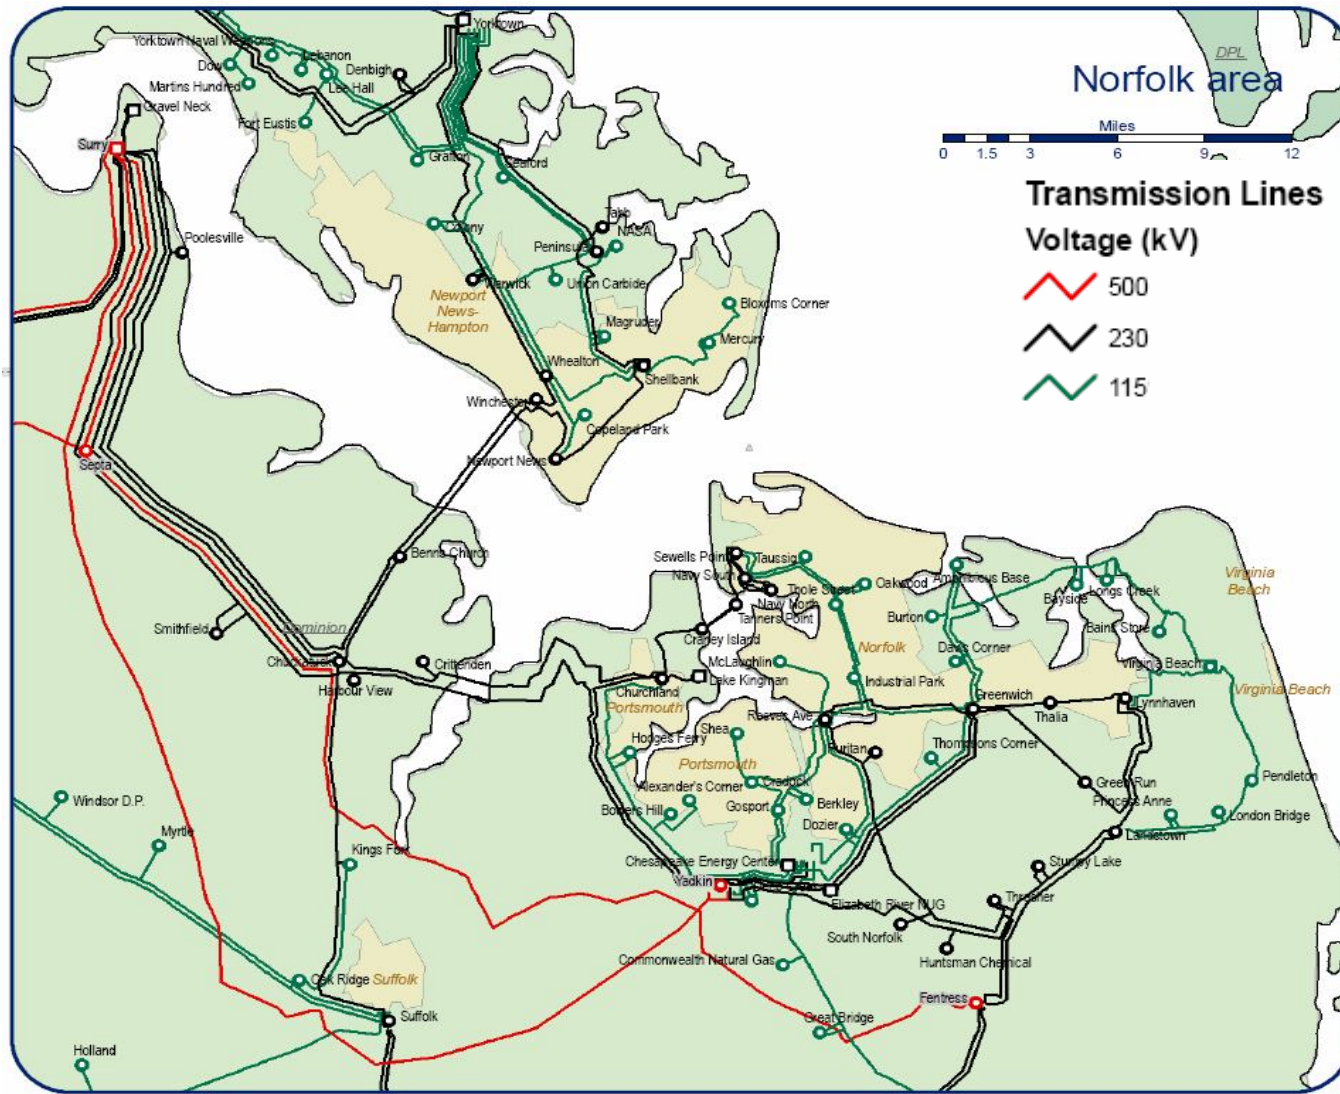 Yorktown
Yorktown Naval Weapons
Lebanon
Dow
Denbigh
Martins Hundred
Lee Hall
Gravel Neck
Fort Eustis
Surry
Grafton
Seaford
DPL
Norfolk area
Miles
0 1.5 3 6 9 12
Transmission Lines
Voltage (kV)
500
230
115
Colony
Tabb
NASA
Poolesville
Peninsula
Warwick
Union Carbide
Newport
News-
Hampton
Bloxoms Corner
Magruder
Mercury
Whealton
Shellbank
Winchester
Copeland Park
Newport News
Septa
Benns Church
Sewells Point
Taussig
Navy South
Thole Street
Oakwood
Amphibious Base
Bayside
Longs Creek
Virginia
Beach
Navy North
Tanners Point
Burton
Smithfield
Dominion
Craney Island
Norfolk
Bains Store
Chuckatuck
Crittenden
McLaughlin
Davis Corner
Virginia Beach
Lake Kingman
Harbour View
Churchland
Industrial Park
Virginia Beach
Portsmouth
Greenwich
Lynnhaven
Reeves Ave
Thalia
Shea
Hodges Ferry
Puritan
Thompsons Corner
Portsmouth
Cradock
Green Run
Pendleton
Windsor D.P.
Alexander's Corner
Princess Anne
Bowers Hill
Gosport
Berkley
London Bridge
Myrtle
Dozier
Landstown
Kings Fork
Chesapeake Energy Center
Stumpy Lake
Yadkin
Elizabeth River NUG
Thrasher
South Norfolk
Commonwealth Natural Gas
Huntsman Chemical
Oak Ridge
Suffolk
Fentress
Suffolk
Great Bridge
Holland